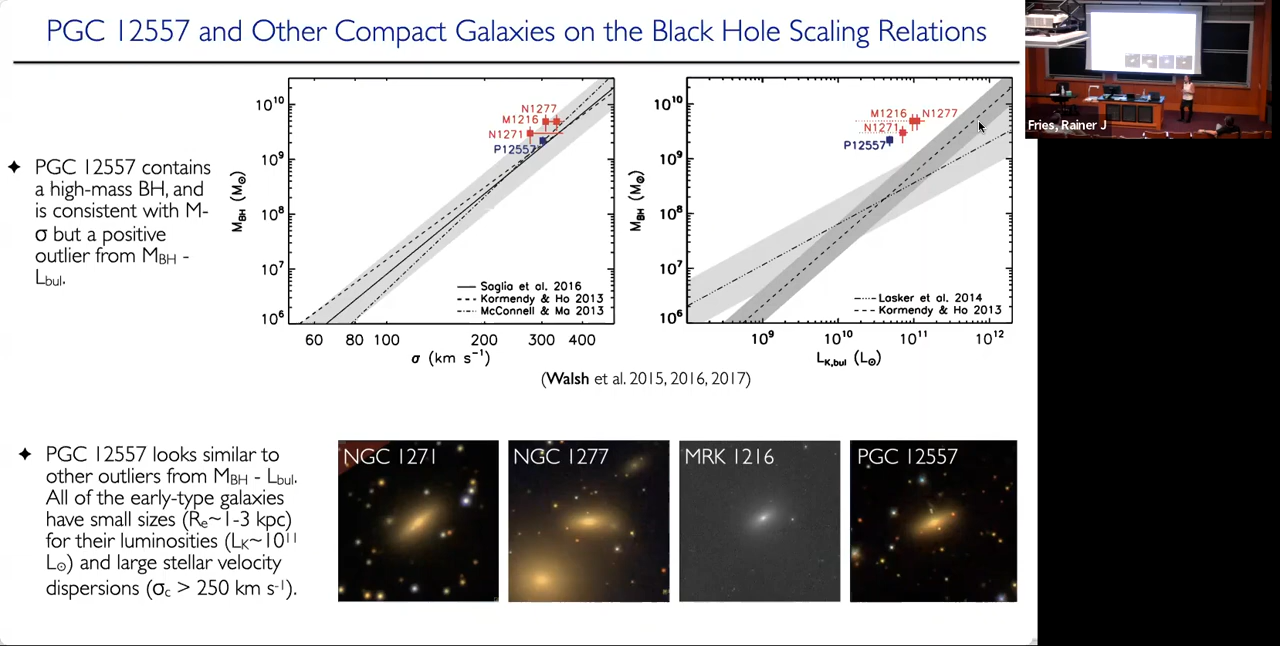 PGC 12557 and Other Compact Galaxies on the Black Hole Scaling Relations
Fries, Rainer J
✦ PGC 12557 contains
a high-mass BH, and
is consistent with M-
σ but a positive
outlier from MBH -
Lbul.
MBH (M⊙)
10¹⁰
10⁹
10⁸
10⁷
10⁶
N1277
M1216
N1271
P12557
Saglia et al. 2016
Kormendy & Ho 2013
McConnell & Ma 2013
60 80 100 200 300 400
σ (km s⁻¹)
MBH (M⊙)
10¹⁰
10⁹
10⁸
10⁷
10⁶
M1216 N1277
N1271
P12557
Lasker et al. 2014
Kormendy & Ho 2013
10⁹ 10¹⁰ 10¹¹ 10¹²
LK,bul (L⊙)
(Walsh et al. 2015, 2016, 2017)
✦ PGC 12557 looks similar to
other outliers from MBH - Lbul.
All of the early-type galaxies
have small sizes (Re~1-3 kpc)
for their luminosities (LK~10¹¹
L⊙) and large stellar velocity
dispersions (σc > 250 km s⁻¹).
NGC 1271
NGC 1277
MRK 1216
PGC 12557